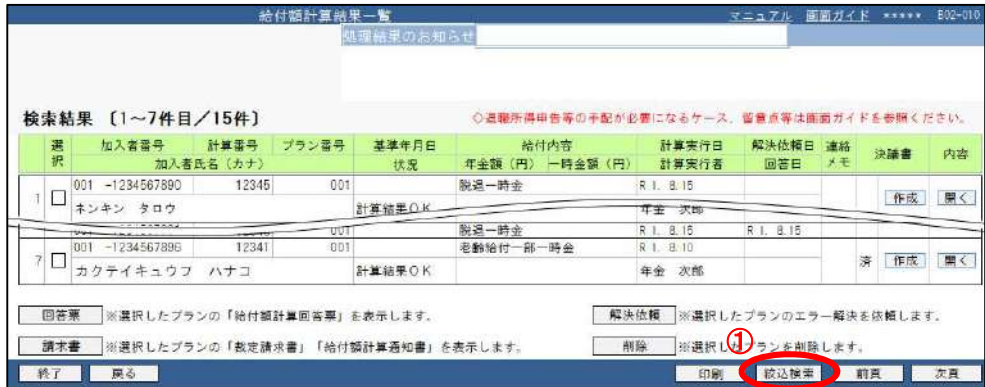 給付額計算結果一覧 マニュアル 画面ガイド ***** B02-010
処理結果のお知らせ
検索結果 〔1～7件目／15件〕 ◇退職所得申告等の手配が必要になるケース、留意点等は画面ガイドを参照ください。
選択 加入者番号 計算番号 プラン番号 基準年月日 給付内容 計算実行日 解決依頼日 連絡メモ 決議書 内容
加入者氏名（カナ） 状況 年金額（円） 一時金額（円） 計算実行者 回答日
1 001 -1234567890 12345 001 脱退一時金 R 1. 8.15 作成 開く
ネンキン タロウ 計算結果OK 年金 次郎
001 脱退一時金 R 1. 8.15 R 1. 8.15
7 001 -1234567896 12341 001 老齢給付一部一時金 R 1. 8.10 済 作成 開く
カクテイキュウフ ハナコ 計算結果OK 年金 次郎
回答票 ※選択したプランの「給付額計算回答票」を表示します。 解決依頼 ※選択したプランのエラー解決を依頼します。
請求書 ※選択したプランの「裁定請求書」「給付額計算通知書」を表示します。 削除 ※選択したプランを削除します。
①
終了 戻る 印刷 絞込検索 前頁 次頁